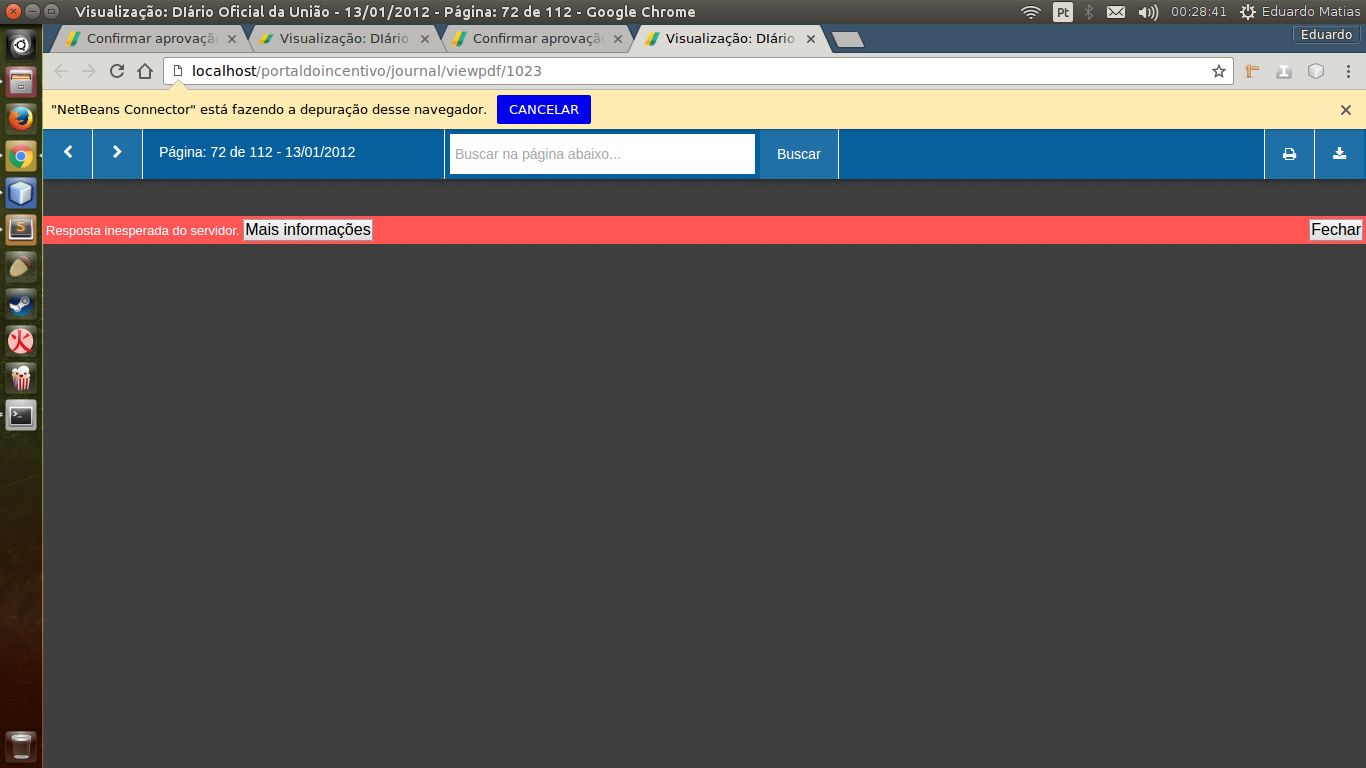 Visualização: DIário Oficial da União - 13/01/2012 - Página: 72 de 112 - Google Chrome
Pt
00:28:41
Eduardo Matias
Confirmar aprovação
Visualização: DIário
Confirmar aprovação
Visualização: DIário
Eduardo
localhost/portaldoincentivo/journal/viewpdf/1023
"NetBeans Connector" está fazendo a depuração desse navegador.
CANCELAR
Página: 72 de 112 - 13/01/2012
Buscar na página abaixo...
Buscar
Resposta inesperada do servidor.
Mais informações
Fechar